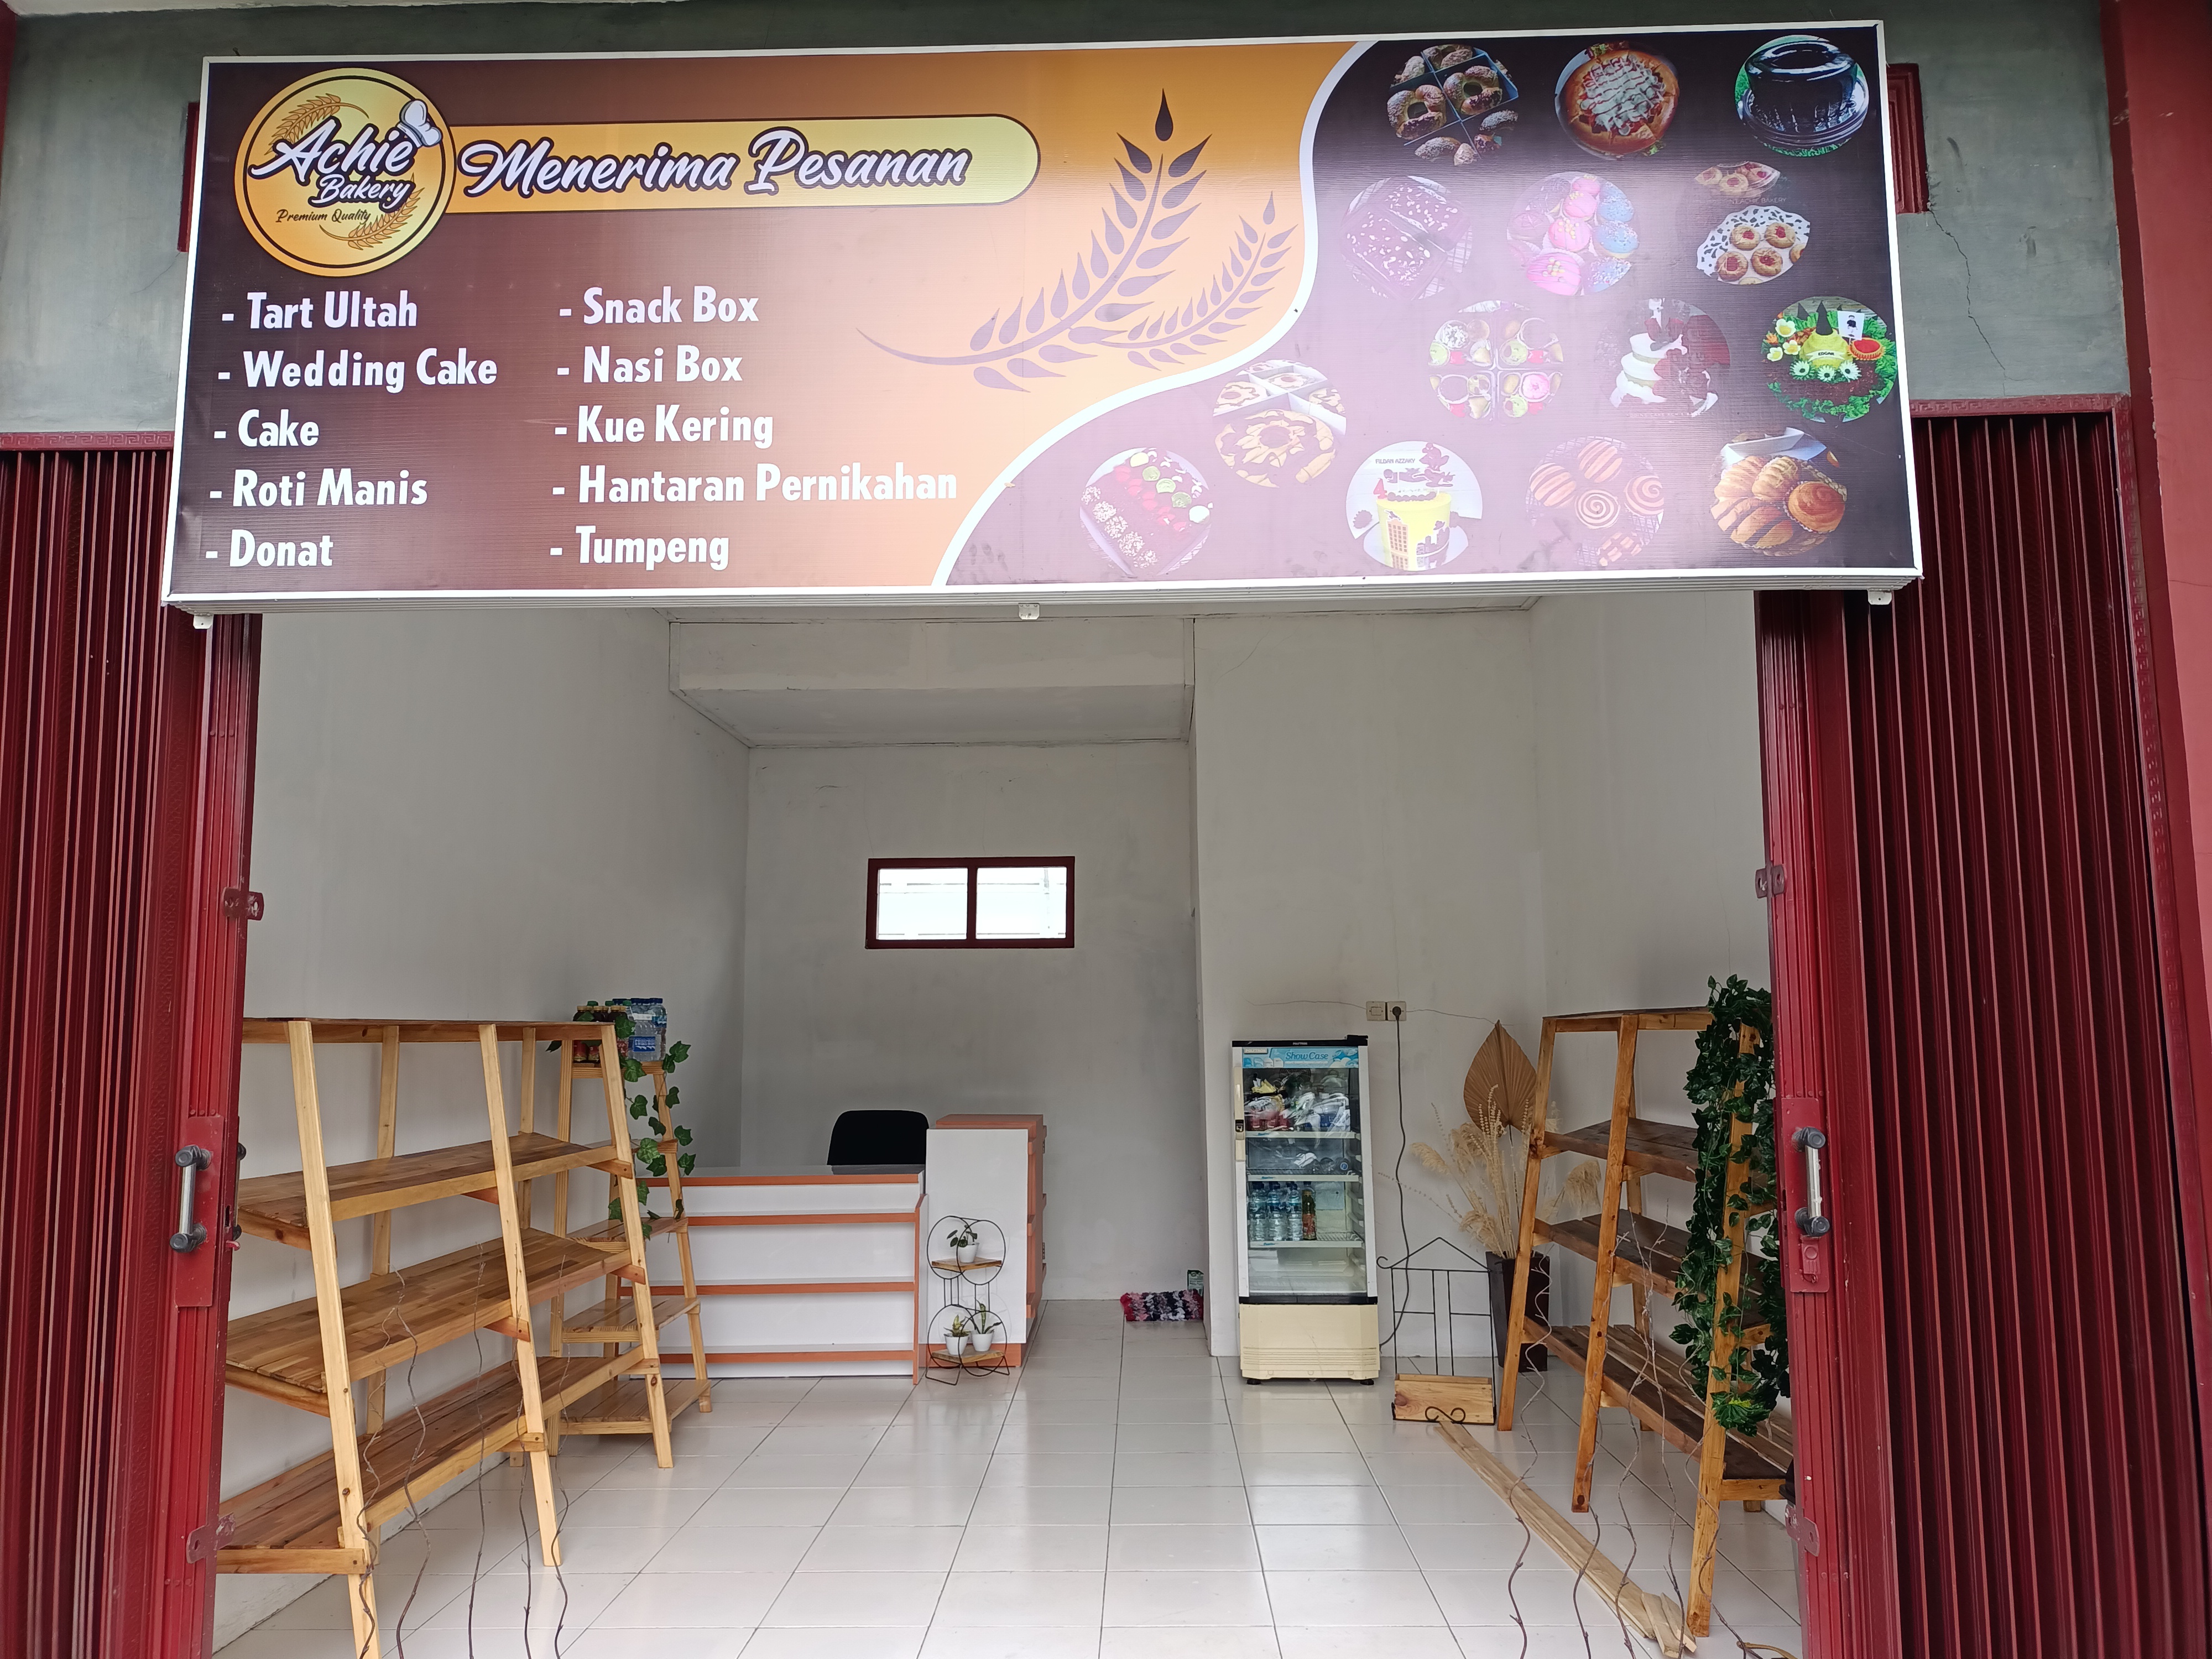 Achie
Bakery
Premium Quality
Menerima Pesanan
- Tart Ultah
- Wedding Cake
- Cake
- Roti Manis
- Donat
- Snack Box
- Nasi Box
- Kue Kering
- Hantaran Pernikahan
- Tumpeng
Show Case